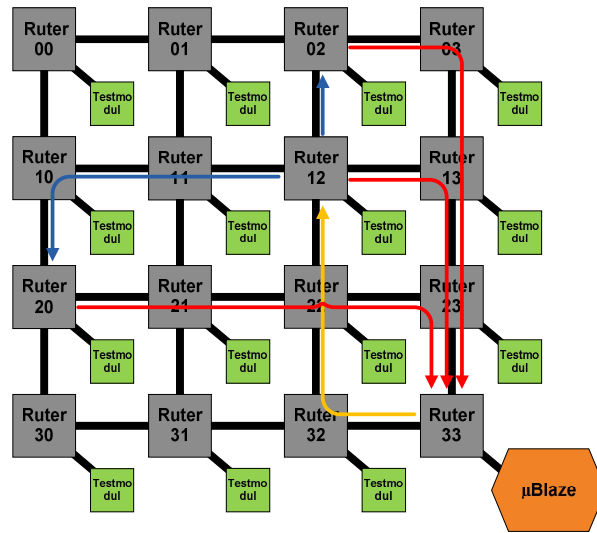 Ruter
00
Ruter
01
Ruter
02
Ruter
03
Testmo
dul
Testmo
dul
Testmo
dul
Testmo
dul
Ruter
10
Ruter
11
Ruter
12
Ruter
13
Testmo
dul
Testmo
dul
Testmo
dul
Testmo
dul
Ruter
20
Ruter
21
Ruter
22
Ruter
23
Testmo
dul
Testmo
dul
Testmo
dul
Testmo
dul
Ruter
30
Ruter
31
Ruter
32
Ruter
33
Testmo
dul
Testmo
dul
Testmo
dul
μBlaze